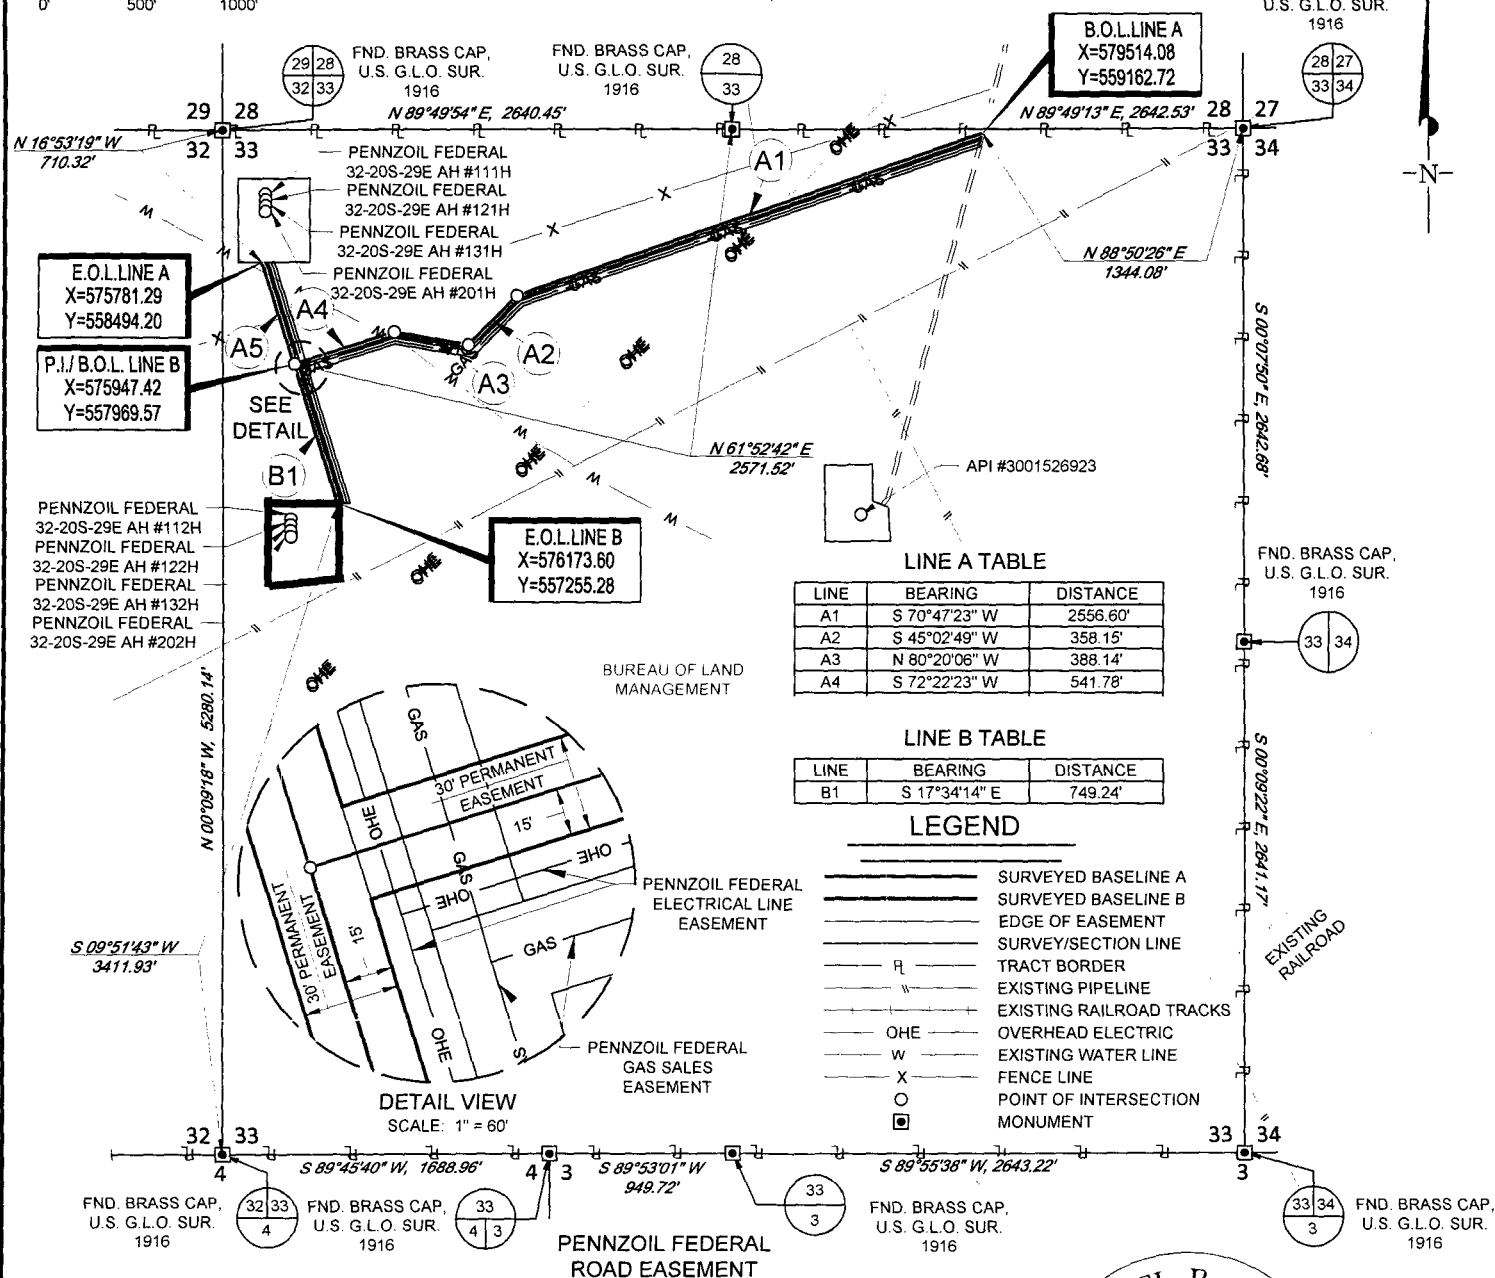 0' 500' 1000'
U.S. G.L.O. SUR.
1916
B.O.L.LINE A
X=579514.08
Y=559162.72
29 28
32 33
FND. BRASS CAP,
U.S. G.L.O. SUR.
1916
FND. BRASS CAP,
U.S. G.L.O. SUR.
1916
28
33
28 27
33 34
29 28
32 33
N 89°49'54" E, 2640.45'
N 89°49'13" E, 2642.53'
28 27
33 34
N 16°53'19" W
710.32'
-N-
PENNZOIL FEDERAL
32-20S-29E AH #111H
PENNZOIL FEDERAL
32-20S-29E AH #121H
PENNZOIL FEDERAL
32-20S-29E AH #131H
PENNZOIL FEDERAL
32-20S-29E AH #201H
A1
OHE
GAS
GAS
OHE
GAS
N 88°50'26" E
1344.08'
E.O.L.LINE A
X=575781.29
Y=558494.20
A4
A5
A2
A3
GAS
GAS
OHE
P.I./ B.O.L. LINE B
X=575947.42
Y=557969.57
SEE
DETAIL
B1
S 00°07'50" E, 2642.68'
N 61°52'42" E
2571.52'
OHE
API #3001526923
PENNZOIL FEDERAL
32-20S-29E AH #112H
PENNZOIL FEDERAL
32-20S-29E AH #122H
PENNZOIL FEDERAL
32-20S-29E AH #132H
PENNZOIL FEDERAL
32-20S-29E AH #202H
E.O.L.LINE B
X=576173.60
Y=557255.28
OHE
OHE
FND. BRASS CAP,
U.S. G.L.O. SUR.
1916
33 34
LINE A TABLE
LINE BEARING DISTANCE
A1 S 70°47'23" W 2556.60'
A2 S 45°02'49" W 358.15'
A3 N 80°20'06" W 388.14'
A4 S 72°22'23" W 541.78'
BUREAU OF LAND
MANAGEMENT
LINE B TABLE
LINE BEARING DISTANCE
B1 S 17°34'14" E 749.24'
N 00°09'18" W, 5280.14'
S 00°09'22" E, 2641.17'
GAS
30' PERMANENT
EASEMENT
15'
OHE
GAS
OHE
OHE
30' PERMANENT
EASEMENT
15'
GAS
OHE
S
PENNZOIL FEDERAL
ELECTRICAL LINE
EASEMENT
PENNZOIL FEDERAL
GAS SALES
EASEMENT
DETAIL VIEW
SCALE: 1" = 60'
S 09°51'43" W
3411.93'
EXISTING
RAILROAD
LEGEND
SURVEYED BASELINE A
SURVEYED BASELINE B
EDGE OF EASEMENT
SURVEY/SECTION LINE
TRACT BORDER
EXISTING PIPELINE
EXISTING RAILROAD TRACKS
OHE OVERHEAD ELECTRIC
W EXISTING WATER LINE
X FENCE LINE
POINT OF INTERSECTION
MONUMENT
32 33
4
S 89°45'40" W, 1688.96'
4 3
S 89°53'01" W
949.72'
S 89°55'38" W, 2643.22'
33 34
3
FND. BRASS CAP,
U.S. G.L.O. SUR.
1916
32 33
4
FND. BRASS CAP,
U.S. G.L.O. SUR.
1916
33
4 3
33
3
FND. BRASS CAP,
U.S. G.L.O. SUR.
1916
33 34
3
FND. BRASS CAP,
U.S. G.L.O. SUR.
1916
PENNZOIL FEDERAL
ROAD EASEMENT